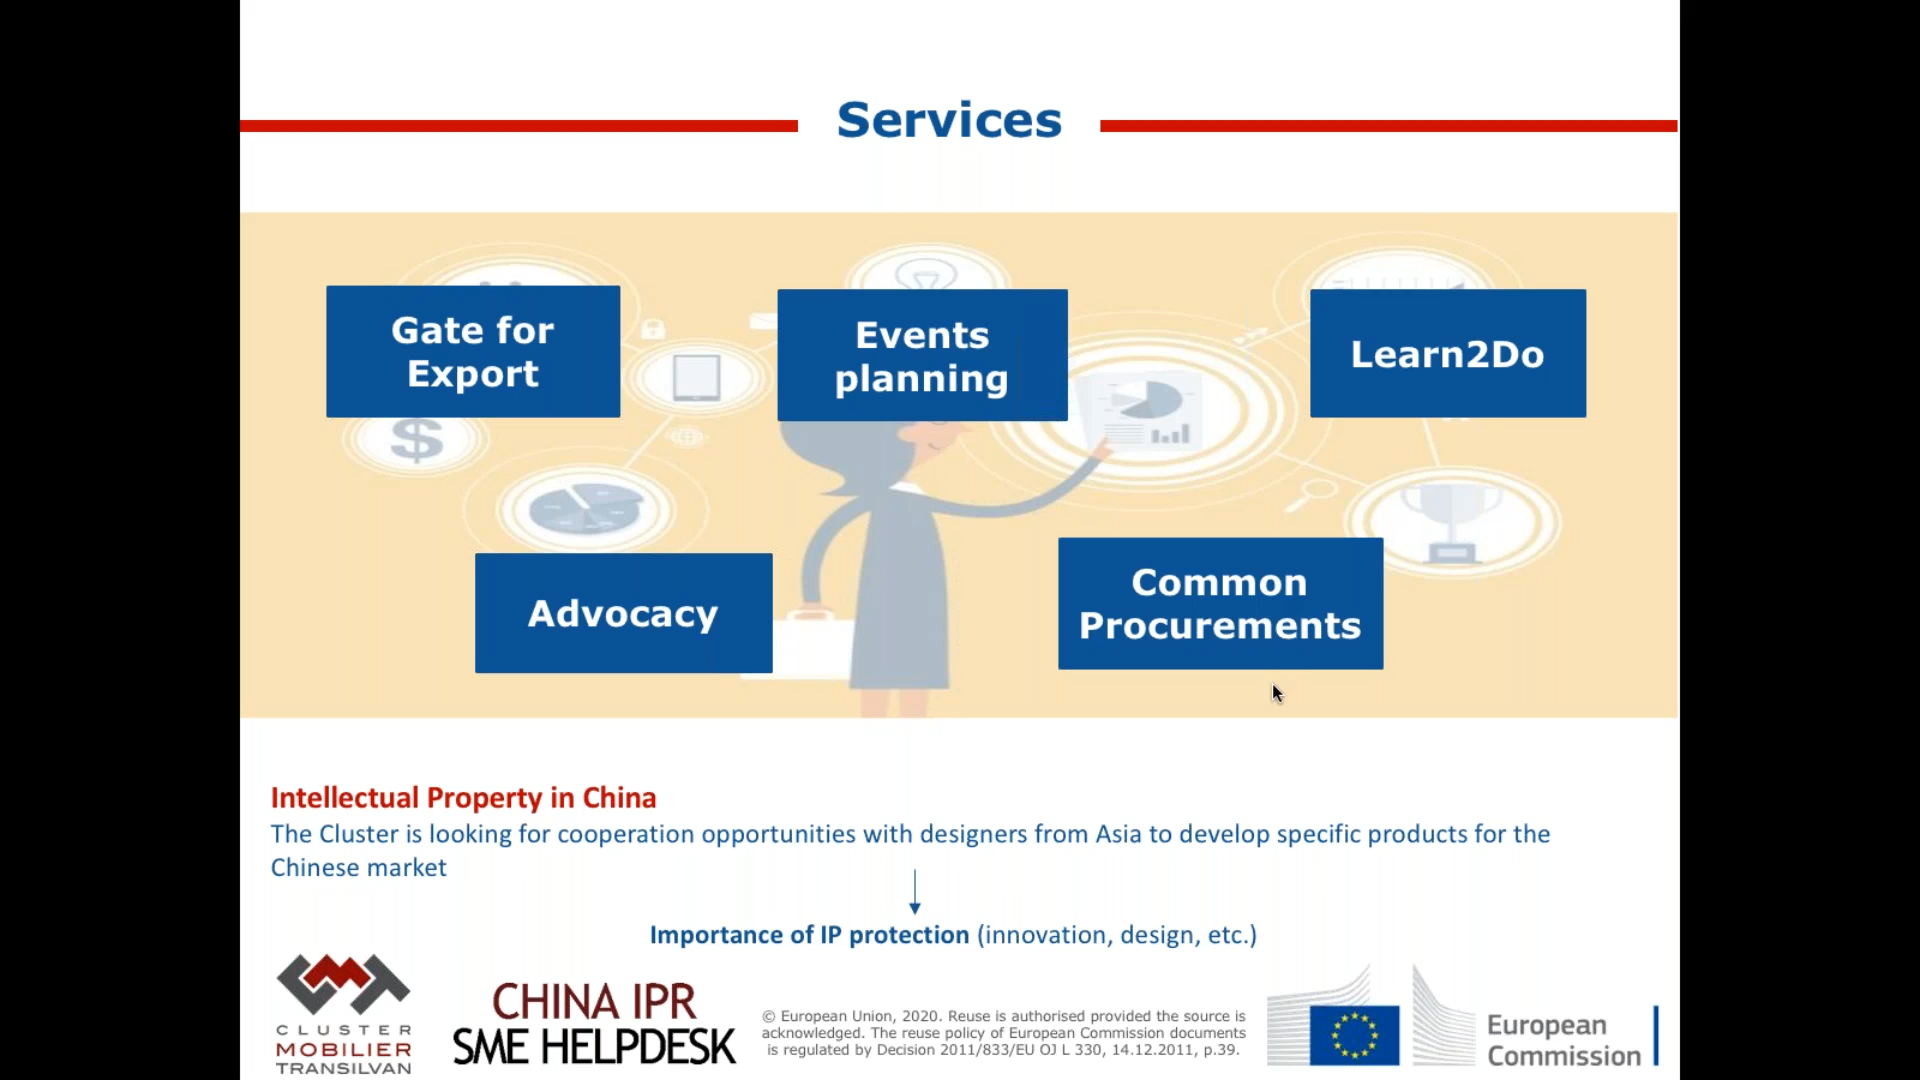 Services
Gate for
Export
Events
planning
Learn2Do
Advocacy
Common
Procurements
Intellectual Property in China
The Cluster is looking for cooperation opportunities with designers from Asia to develop specific products for the
Chinese market
Importance of IP protection (innovation, design, etc.)
CLUSTER
MOBILIER
TRANSILVAN
CHINA IPR
SME HELPDESK
© European Union, 2020. Reuse is authorised provided the source is
acknowledged. The reuse policy of European Commission documents
is regulated by Decision 2011/833/EU OJ L 330, 14.12.2011, p.39.
European
Commission